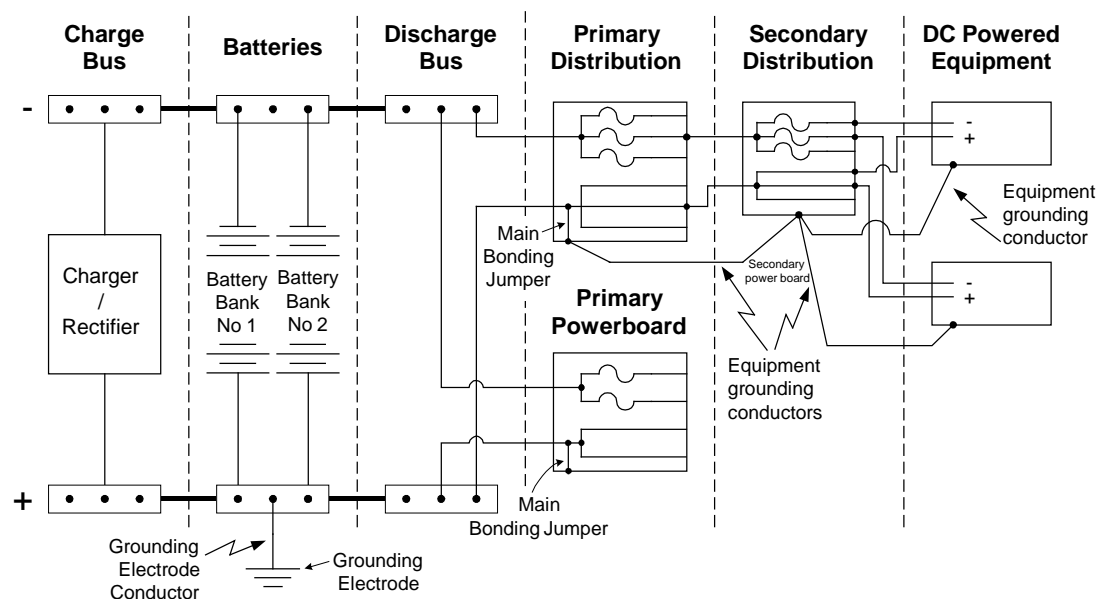 Charge
Bus
Batteries
Discharge
Bus
Primary
Distribution
Secondary
Distribution
DC Powered
Equipment
-
-
+
Charger
/
Rectifier
Battery
Bank
No 1
Battery
Bank
No 2
Main
Bonding
Jumper
Secondary
power board
Equipment
grounding
conductor
-
+
Primary
Powerboard
Equipment
grounding
conductors
+
Main
Bonding Jumper
Grounding
Electrode
Conductor
Grounding
Electrode